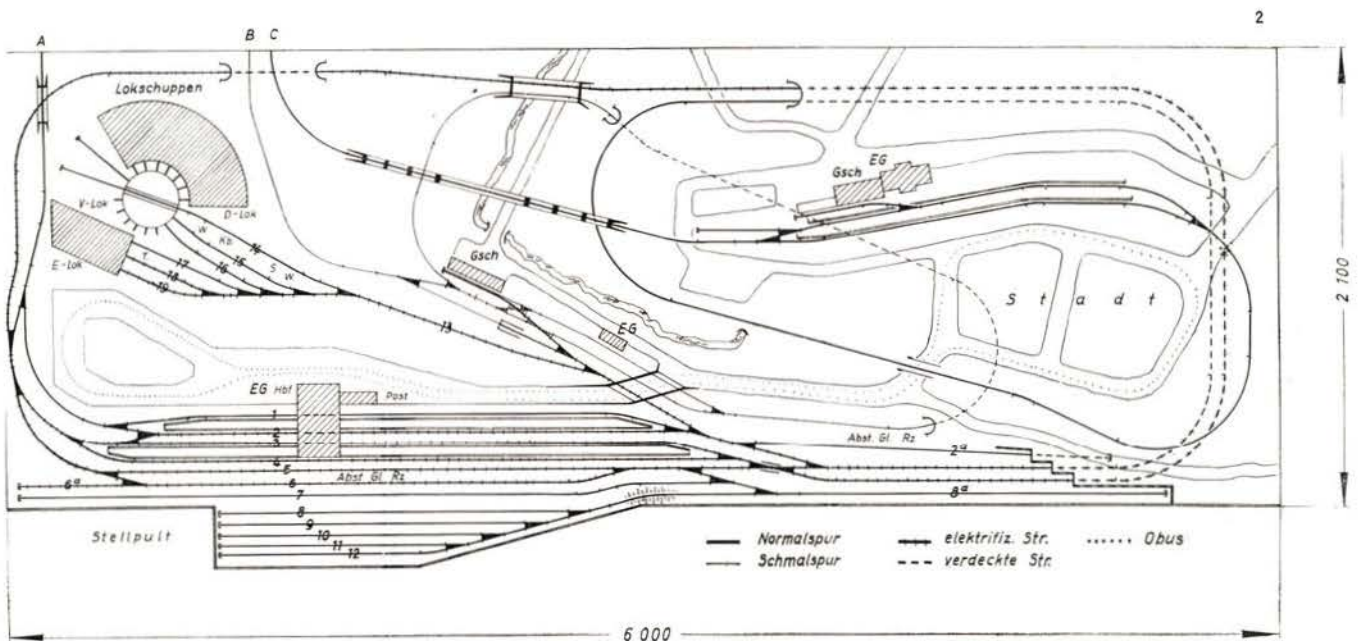 2
A B C
Lokschuppen
V-Lok
D-Lok
E-Lok
W
Kb.
S
W.
T.
14
15
16
17
18
19
13
Gsch
EG
Gsch
EG
Stadt
2 100
EG Hbf
Post
1
2
3
4
5
6
Abst. Gl. Rz
Abst. Gl. Rz
2a
6a
7
8a
8
9
10
11
12
Stellpult
Normalspur
Schmalspur
elektrifiz. Str.
verdeckte Str.
Obus
6 000